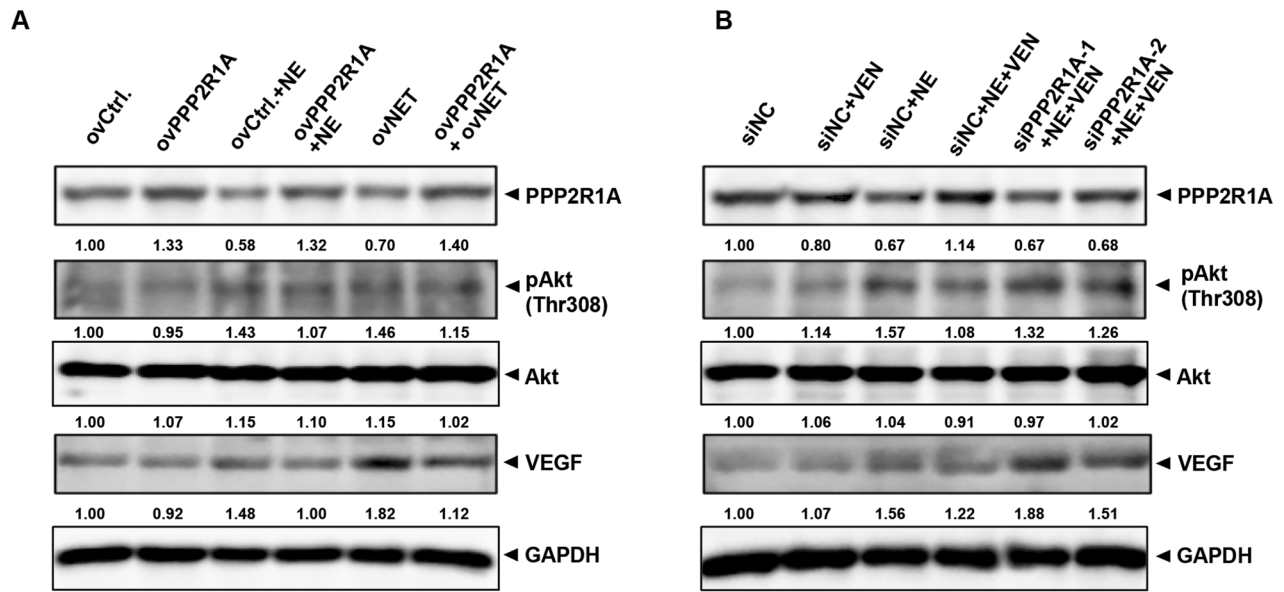 A
ovCtrl.
ovPPP2R1A
ovCtrl.+NE
ovPPP2R1A
+NE
ovNET
ovPPP2R1A
+ ovNET
PPP2R1A
1.00 1.33 0.58 1.32 0.70 1.40
pAkt
(Thr308)
1.00 0.95 1.43 1.07 1.46 1.15
Akt
1.00 1.07 1.15 1.10 1.15 1.02
VEGF
1.00 0.92 1.48 1.00 1.82 1.12
GAPDH
B
siNC
siNC+VEN
siNC+NE
siNC+NE+VEN
siPPP2R1A-1
+NE+VEN
siPPP2R1A-2
+NE+VEN
PPP2R1A
1.00 0.80 0.67 1.14 0.67 0.68
pAkt
(Thr308)
1.00 1.14 1.57 1.08 1.32 1.26
Akt
1.00 1.06 1.04 0.91 0.97 1.02
VEGF
1.00 1.07 1.56 1.22 1.88 1.51
GAPDH